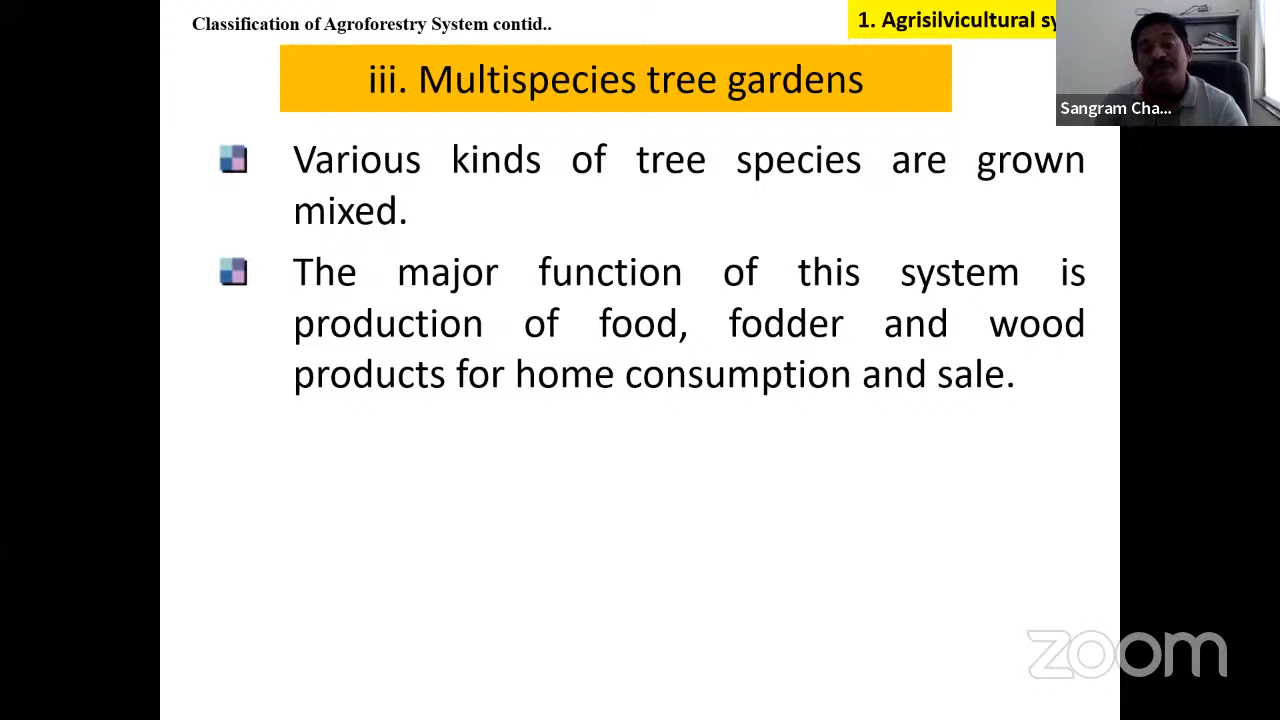 Classification of Agroforestry System contid..
1. Agrisilvicultural
iii. Multispecies tree gardens
Sangram Cha...
Various kinds of tree species are grown
mixed.
The major function of this system is
production of food, fodder and wood
products for home consumption and sale.
zoom